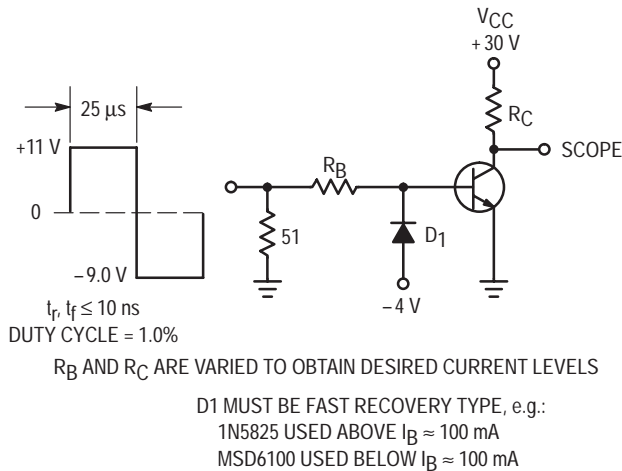 VCC
+30 V
25 µs
RC
+11 V
SCOPE
RB
0
51
D1
–9.0 V
–4 V
tr, tf ≤ 10 ns
DUTY CYCLE = 1.0%
RB AND RC ARE VARIED TO OBTAIN DESIRED CURRENT LEVELS
D1 MUST BE FAST RECOVERY TYPE, e.g.:
1N5825 USED ABOVE IB ≈ 100 mA
MSD6100 USED BELOW IB ≈ 100 mA